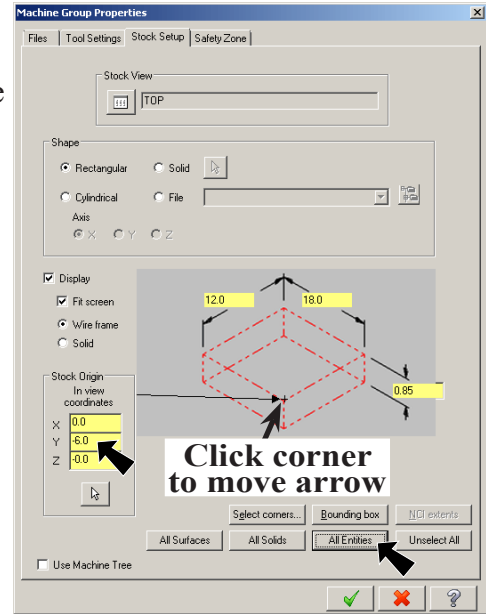 Machine Group Properties
Files Tool Settings Stock Setup Safety Zone
Stock View
TOP
Shape
Rectangular Solid
Cylindrical File
Axis
X Y Z
Display
Fit screen
Wire frame
Solid
12.0 18.0
0.85
Stock Origin
In view
coordinates
X 0.0
Y -6.0
Z -0.0
Click corner
to move arrow
Select corners... Bounding box NCI extents
All Surfaces All Solids All Entities Unselect All
Use Machine Tree